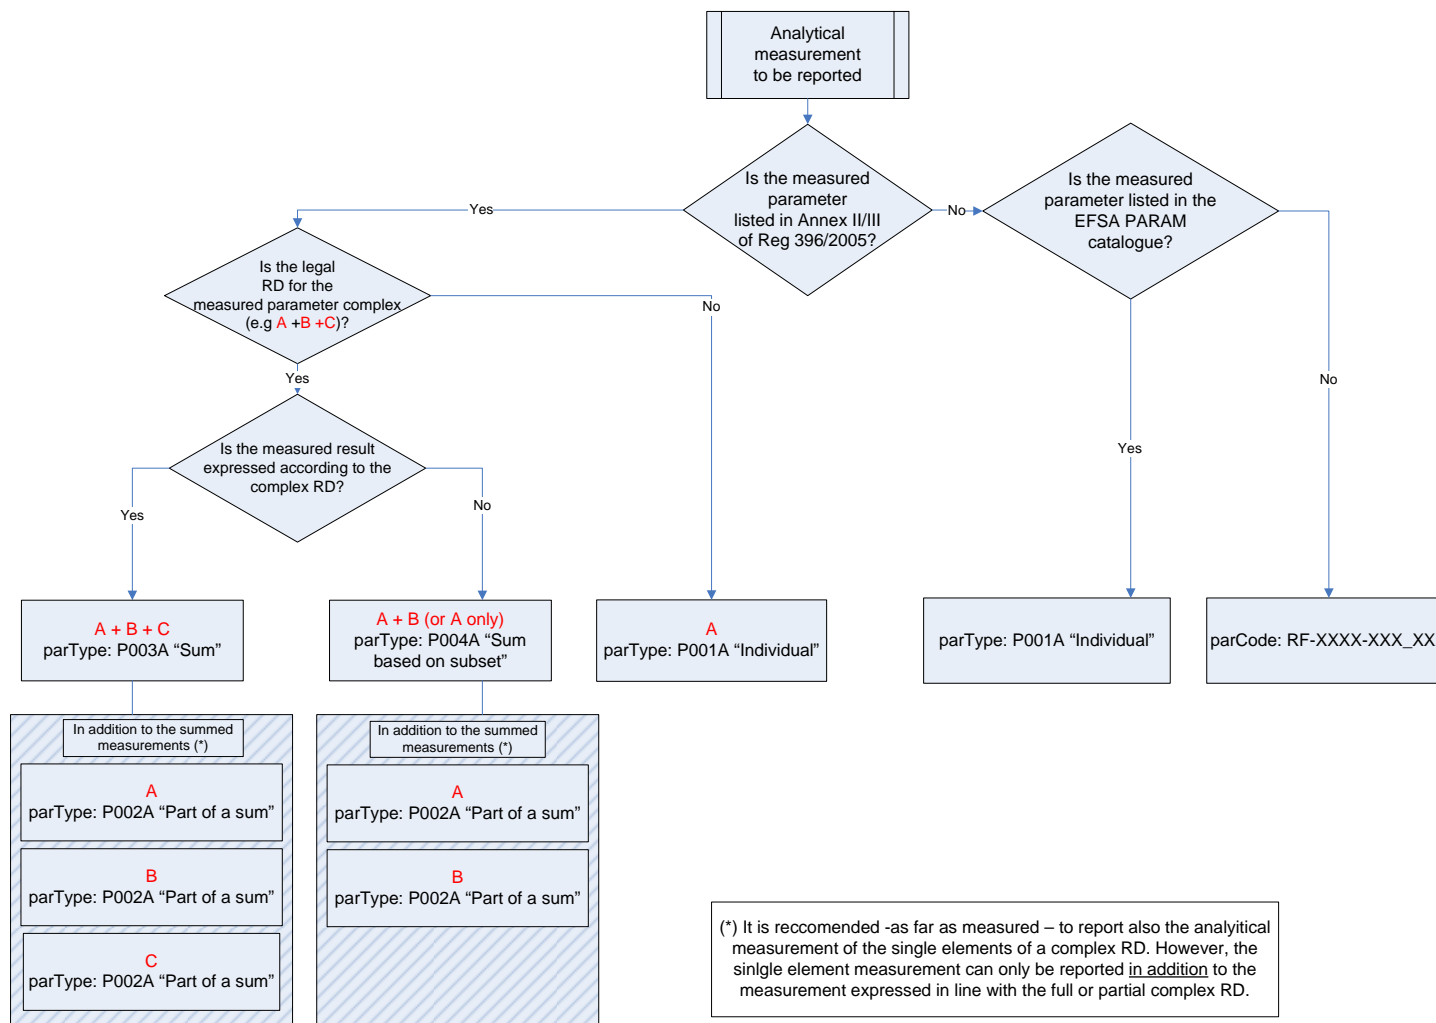 Analytical
measurement
to be reported
Is the measured
parameter
listed in Annex II/III
of Reg 396/2005?
Yes
No
Is the measured
parameter listed in the
EFSA PARAM
catalogue?
Is the legal
RD for the
measured parameter complex
(e.g A +B +C)?
No
Yes
No
Is the measured result
expressed according to the
complex RD?
Yes
Yes
No
A + B + C
parType: P003A “Sum”
A + B (or A only)
parType: P004A “Sum
based on subset”
A
parType: P001A “Individual”
parType: P001A “Individual”
parCode: RF-XXXX-XXX_XX
In addition to the summed
measurements (*)
A
parType: P002A “Part of a sum”
B
parType: P002A “Part of a sum”
C
parType: P002A “Part of a sum”
In addition to the summed
measurements (*)
A
parType: P002A “Part of a sum”
B
parType: P002A “Part of a sum”
(*) It is reccomended -as far as measured – to report also the analyitical
measurement of the single elements of a complex RD. However, the
sinlgle element measurement can only be reported in addition to the
measurement expressed in line with the full or partial complex RD.